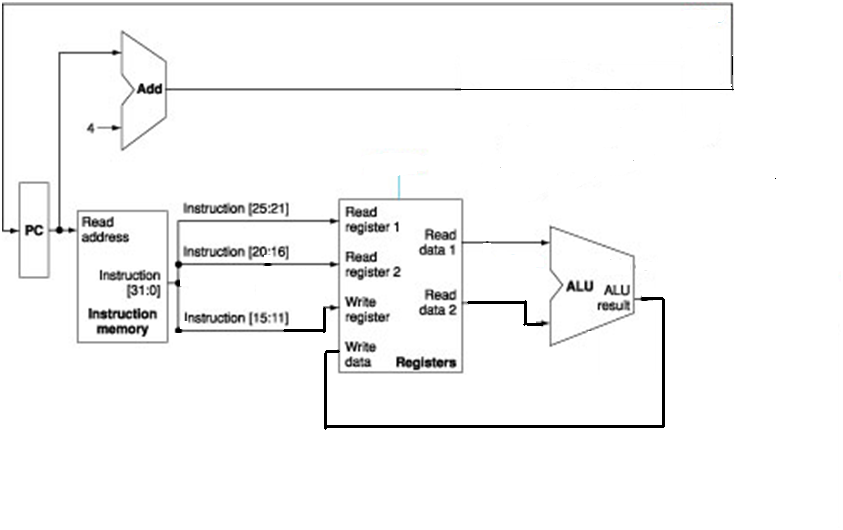 Add
4
PC
Read
address
Instruction
[31:0]
Instruction
memory
Instruction [25:21]
Instruction [20:16]
Instruction [15:11]
Read
register 1
Read
register 2
Write
register
Write
data
Read
data 1
Read
data 2
Registers
ALU
ALU
result